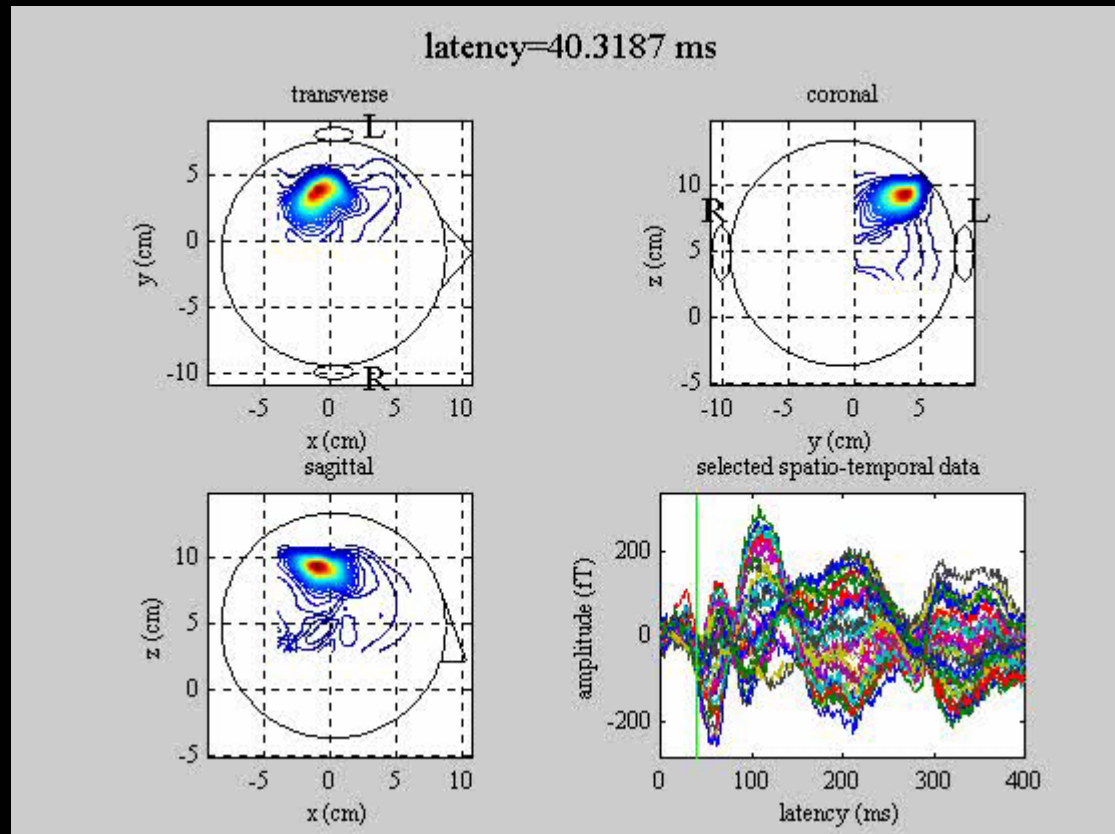 latency=40.3187 ms
transverse
L
5
0
-5
-10
y (cm)
R
-5 0 5 10
x (cm)
coronal
R
L
10
5
0
-5
z (cm)
-10 -5 0 5
y (cm)
sagittal
10
5
0
-5
z (cm)
-5 0 5 10
x (cm)
selected spatio-temporal data
200
0
-200
amplitude (fT)
0 100 200 300 400
latency (ms)